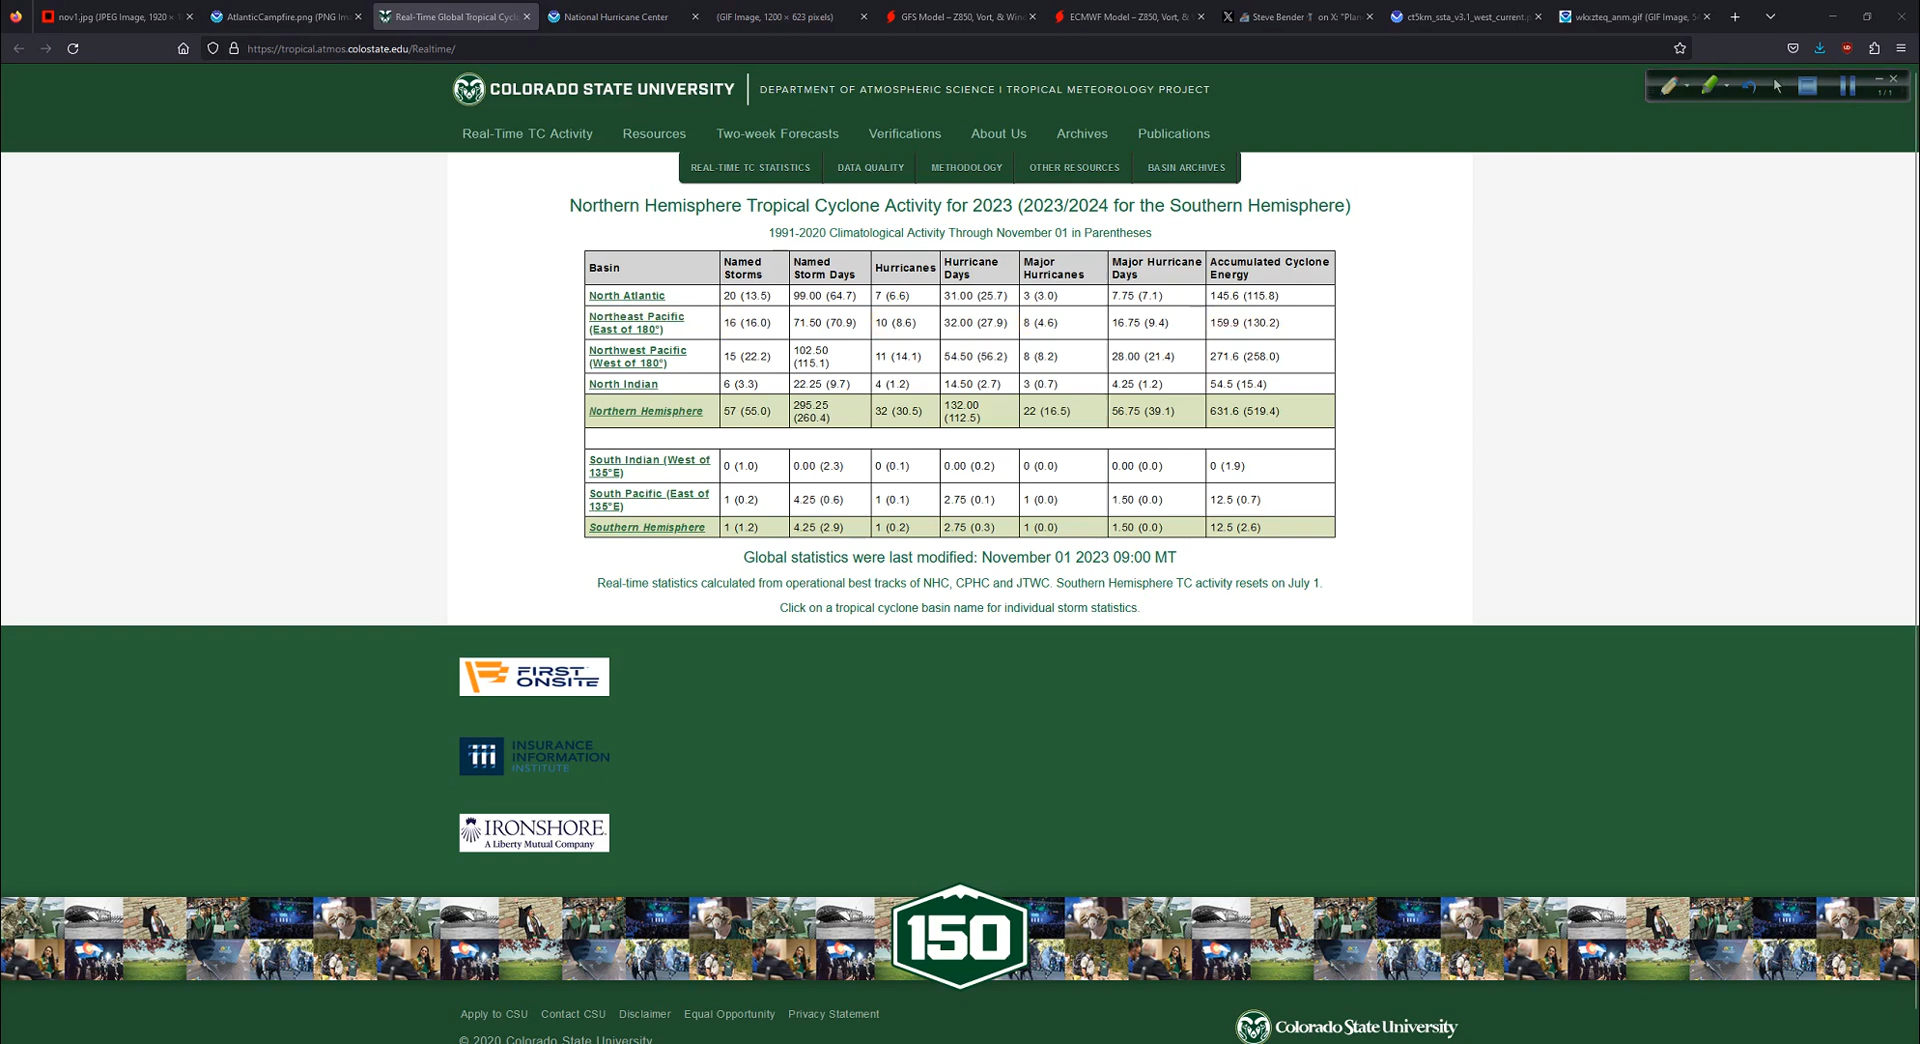 nov1.jpg (JPEG Image, 1920 ×
AtlanticCampfire.png (PNG Im
Real-Time Global Tropical Cycl
National Hurricane Center
(GIF Image, 1200 × 623 pixels)
GFS Model – Z850, Vort, & Win
ECMWF Model – Z850, Vort, &
Steve Bender on X: "Plan
ct5km_ssta_v3.1_west_current.p
wkxzteq_anm.gif (GIF Image, 5
https://tropical.atmos.colostate.edu/Realtime/
COLORADO STATE UNIVERSITY
DEPARTMENT OF ATMOSPHERIC SCIENCE I TROPICAL METEOROLOGY PROJECT
1/1
Real-Time TC Activity Resources Two-week Forecasts Verifications About Us Archives Publications
REAL-TIME TC STATISTICS DATA QUALITY METHODOLOGY OTHER RESOURCES BASIN ARCHIVES
Northern Hemisphere Tropical Cyclone Activity for 2023 (2023/2024 for the Southern Hemisphere)
1991-2020 Climatological Activity Through November 01 in Parentheses
Basin Named Storms Named Storm Days Hurricanes Hurricane Days Major Hurricanes Major Hurricane Days Accumulated Cyclone Energy
North Atlantic 20 (13.5) 99.00 (64.7) 7 (6.6) 31.00 (25.7) 3 (3.0) 7.75 (7.1) 145.6 (115.8)
Northeast Pacific (East of 180°) 16 (16.0) 71.50 (70.9) 10 (8.6) 32.00 (27.9) 8 (4.6) 16.75 (9.4) 159.9 (130.2)
Northwest Pacific (West of 180°) 15 (22.2) 102.50 (115.1) 11 (14.1) 54.50 (56.2) 8 (8.2) 28.00 (21.4) 271.6 (258.0)
North Indian 6 (3.3) 22.25 (9.7) 4 (1.2) 14.50 (2.7) 3 (0.7) 4.25 (1.2) 54.5 (15.4)
Northern Hemisphere 57 (55.0) 295.25 (260.4) 32 (30.5) 132.00 (112.5) 22 (16.5) 56.75 (39.1) 631.6 (519.4)
South Indian (West of 135°E) 0 (1.0) 0.00 (2.3) 0 (0.1) 0.00 (0.2) 0 (0.0) 0.00 (0.0) 0 (1.9)
South Pacific (East of 135°E) 1 (0.2) 4.25 (0.6) 1 (0.1) 2.75 (0.1) 1 (0.0) 1.50 (0.0) 12.5 (0.7)
Southern Hemisphere 1 (1.2) 4.25 (2.9) 1 (0.2) 2.75 (0.3) 1 (0.0) 1.50 (0.0) 12.5 (2.6)
Global statistics were last modified: November 01 2023 09:00 MT
Real-time statistics calculated from operational best tracks of NHC, CPHC and JTWC. Southern Hemisphere TC activity resets on July 1.
Click on a tropical cyclone basin name for individual storm statistics.
FIRST
ONSITE
iii INSURANCE
INFORMATION
INSTITUTE
IRONSHORE
A Liberty Mutual Company
150
Apply to CSU Contact CSU Disclaimer Equal Opportunity Privacy Statement
Colorado State University
© 2020 Colorado State University